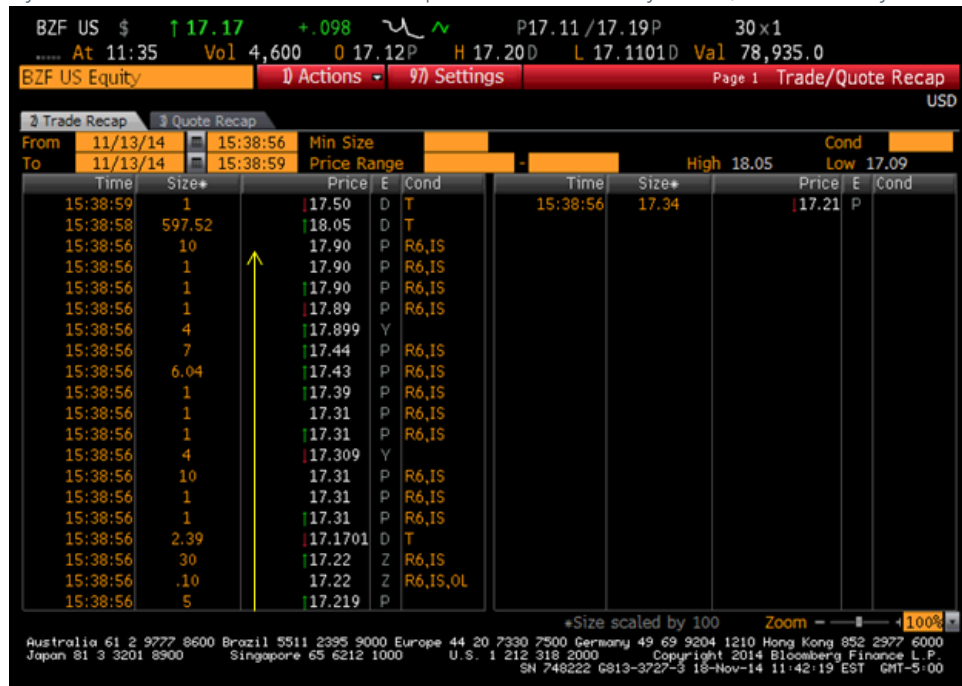 BZF US $ ↑17.17 +.098 P17.11/17.19P 30×1
At 11:35 Vol 4,600 O 17.12P H 17.20D L 17.1101D Val 78,935.0
BZF US Equity 1) Actions 97) Settings Page 1 Trade/Quote Recap
USD
2) Trade Recap 3) Quote Recap
From 11/13/14 15:38:56 Min Size Cond
To 11/13/14 15:38:59 Price Range - High 18.05 Low 17.09
Time Size* Price E Cond Time Size* Price E Cond
15:38:59 1 ↓17.50 D T 15:38:56 17.34 ↓17.21 P
15:38:58 597.52 ↑18.05 D T
15:38:56 10 17.90 P R6,IS
15:38:56 1 17.90 P R6,IS
15:38:56 1 ↑17.90 P R6,IS
15:38:56 1 ↓17.89 P R6,IS
15:38:56 4 ↑17.899 Y
15:38:56 7 ↑17.44 P R6,IS
15:38:56 6.04 ↑17.43 P R6,IS
15:38:56 1 ↑17.39 P R6,IS
15:38:56 1 17.31 P R6,IS
15:38:56 1 ↑17.31 P R6,IS
15:38:56 4 ↓17.309 Y
15:38:56 10 17.31 P R6,IS
15:38:56 1 17.31 P R6,IS
15:38:56 1 ↑17.31 P R6,IS
15:38:56 2.39 ↓17.1701 D T
15:38:56 30 ↑17.22 Z R6,IS
15:38:56 .10 17.22 Z R6,IS,OL
15:38:56 5 ↑17.219 P
*Size scaled by 100 Zoom - + 100%
Australia 61 2 9777 8600 Brazil 5511 2395 9000 Europe 44 20 7330 7500 Germany 49 69 9204 1210 Hong Kong 852 2977 6000
Japan 81 3 3201 8900 Singapore 65 6212 1000 U.S. 1 212 318 2000 Copyright 2014 Bloomberg Finance L.P.
SN 748222 G813-3727-3 18-Nov-14 11:42:19 EST GMT-5:00